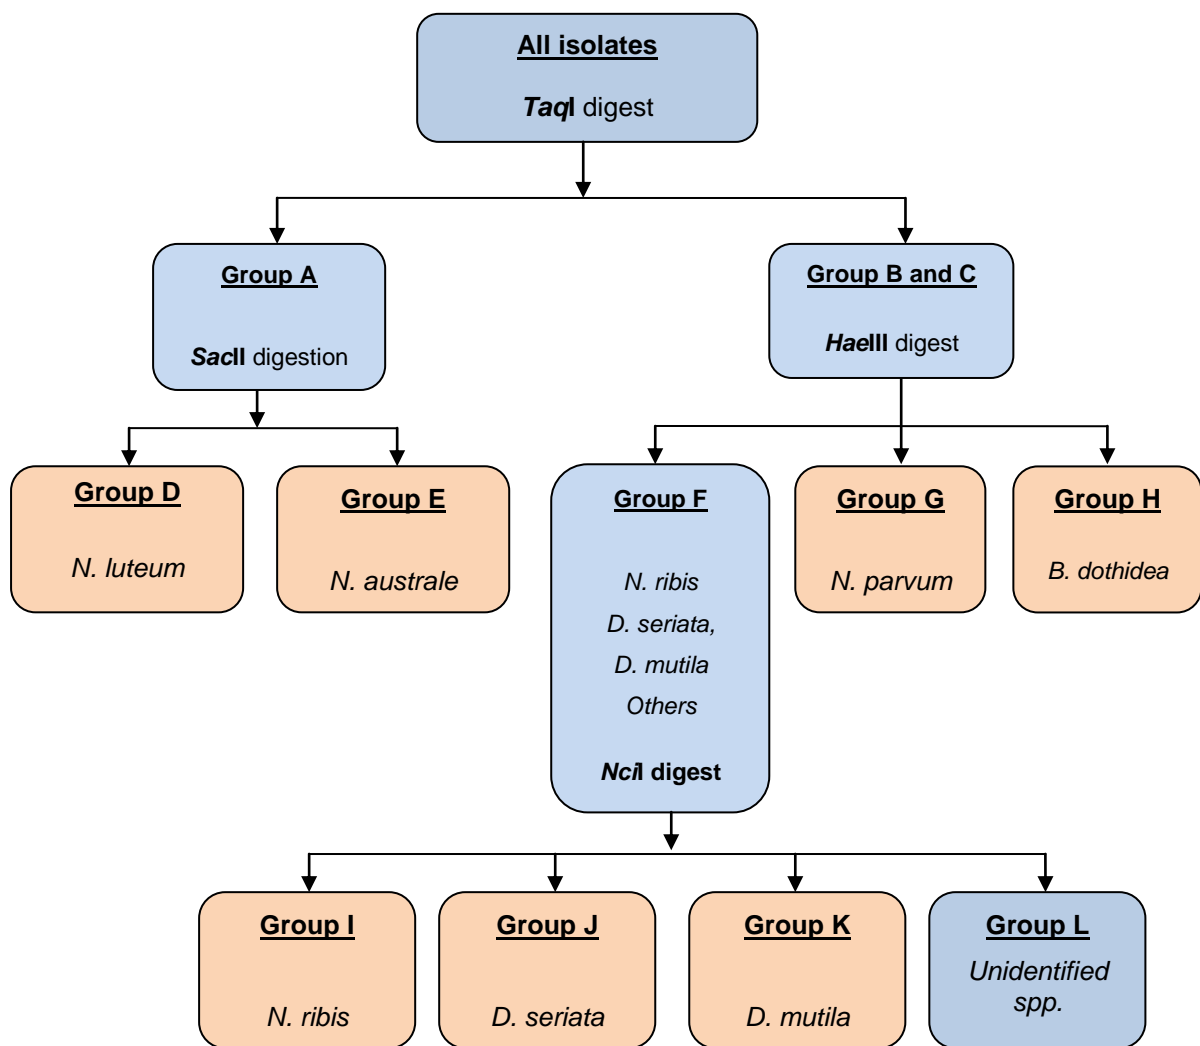 All isolates
TaqI digest
Group A
SacII digestion
Group B and C
HaeIII digest
Group D
N. luteum
Group E
N. australe
Group F
N. ribis
D. seriata,
D. mutila
Others
NciI digest
Group G
N. parvum
Group H
B. dothidea
Group I
N. ribis
Group J
D. seriata
Group K
D. mutila
Group L
Unidentified
spp.